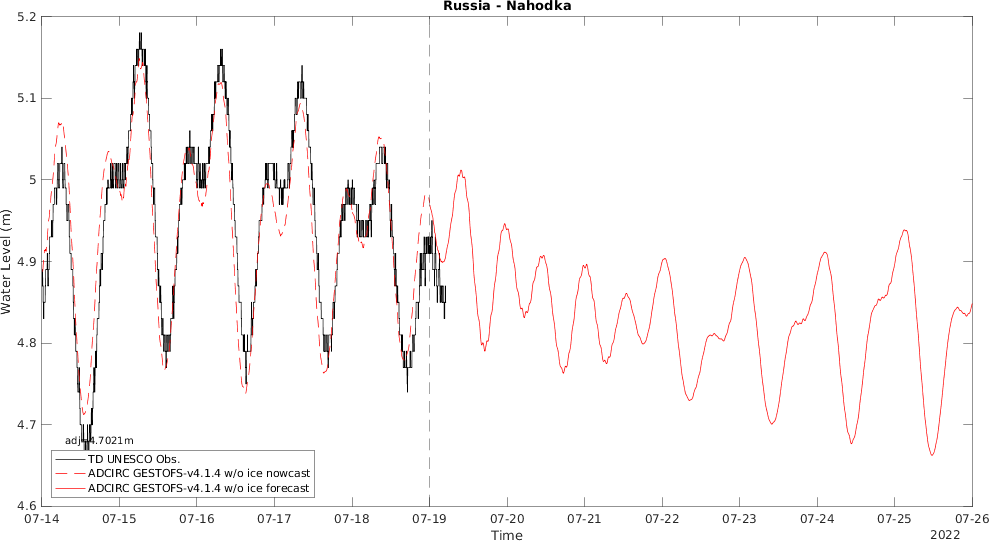 Russia - Nahodka
5.2
5.1
5
4.9
4.8
4.7
4.6
Water Level (m)
adj=4.7021m
TD UNESCO Obs.
ADCIRC GESTOFS-v4.1.4 w/o ice nowcast
ADCIRC GESTOFS-v4.1.4 w/o ice forecast
07-14 07-15 07-16 07-17 07-18 07-19 07-20 07-21 07-22 07-23 07-24 07-25 07-26
Time
2022